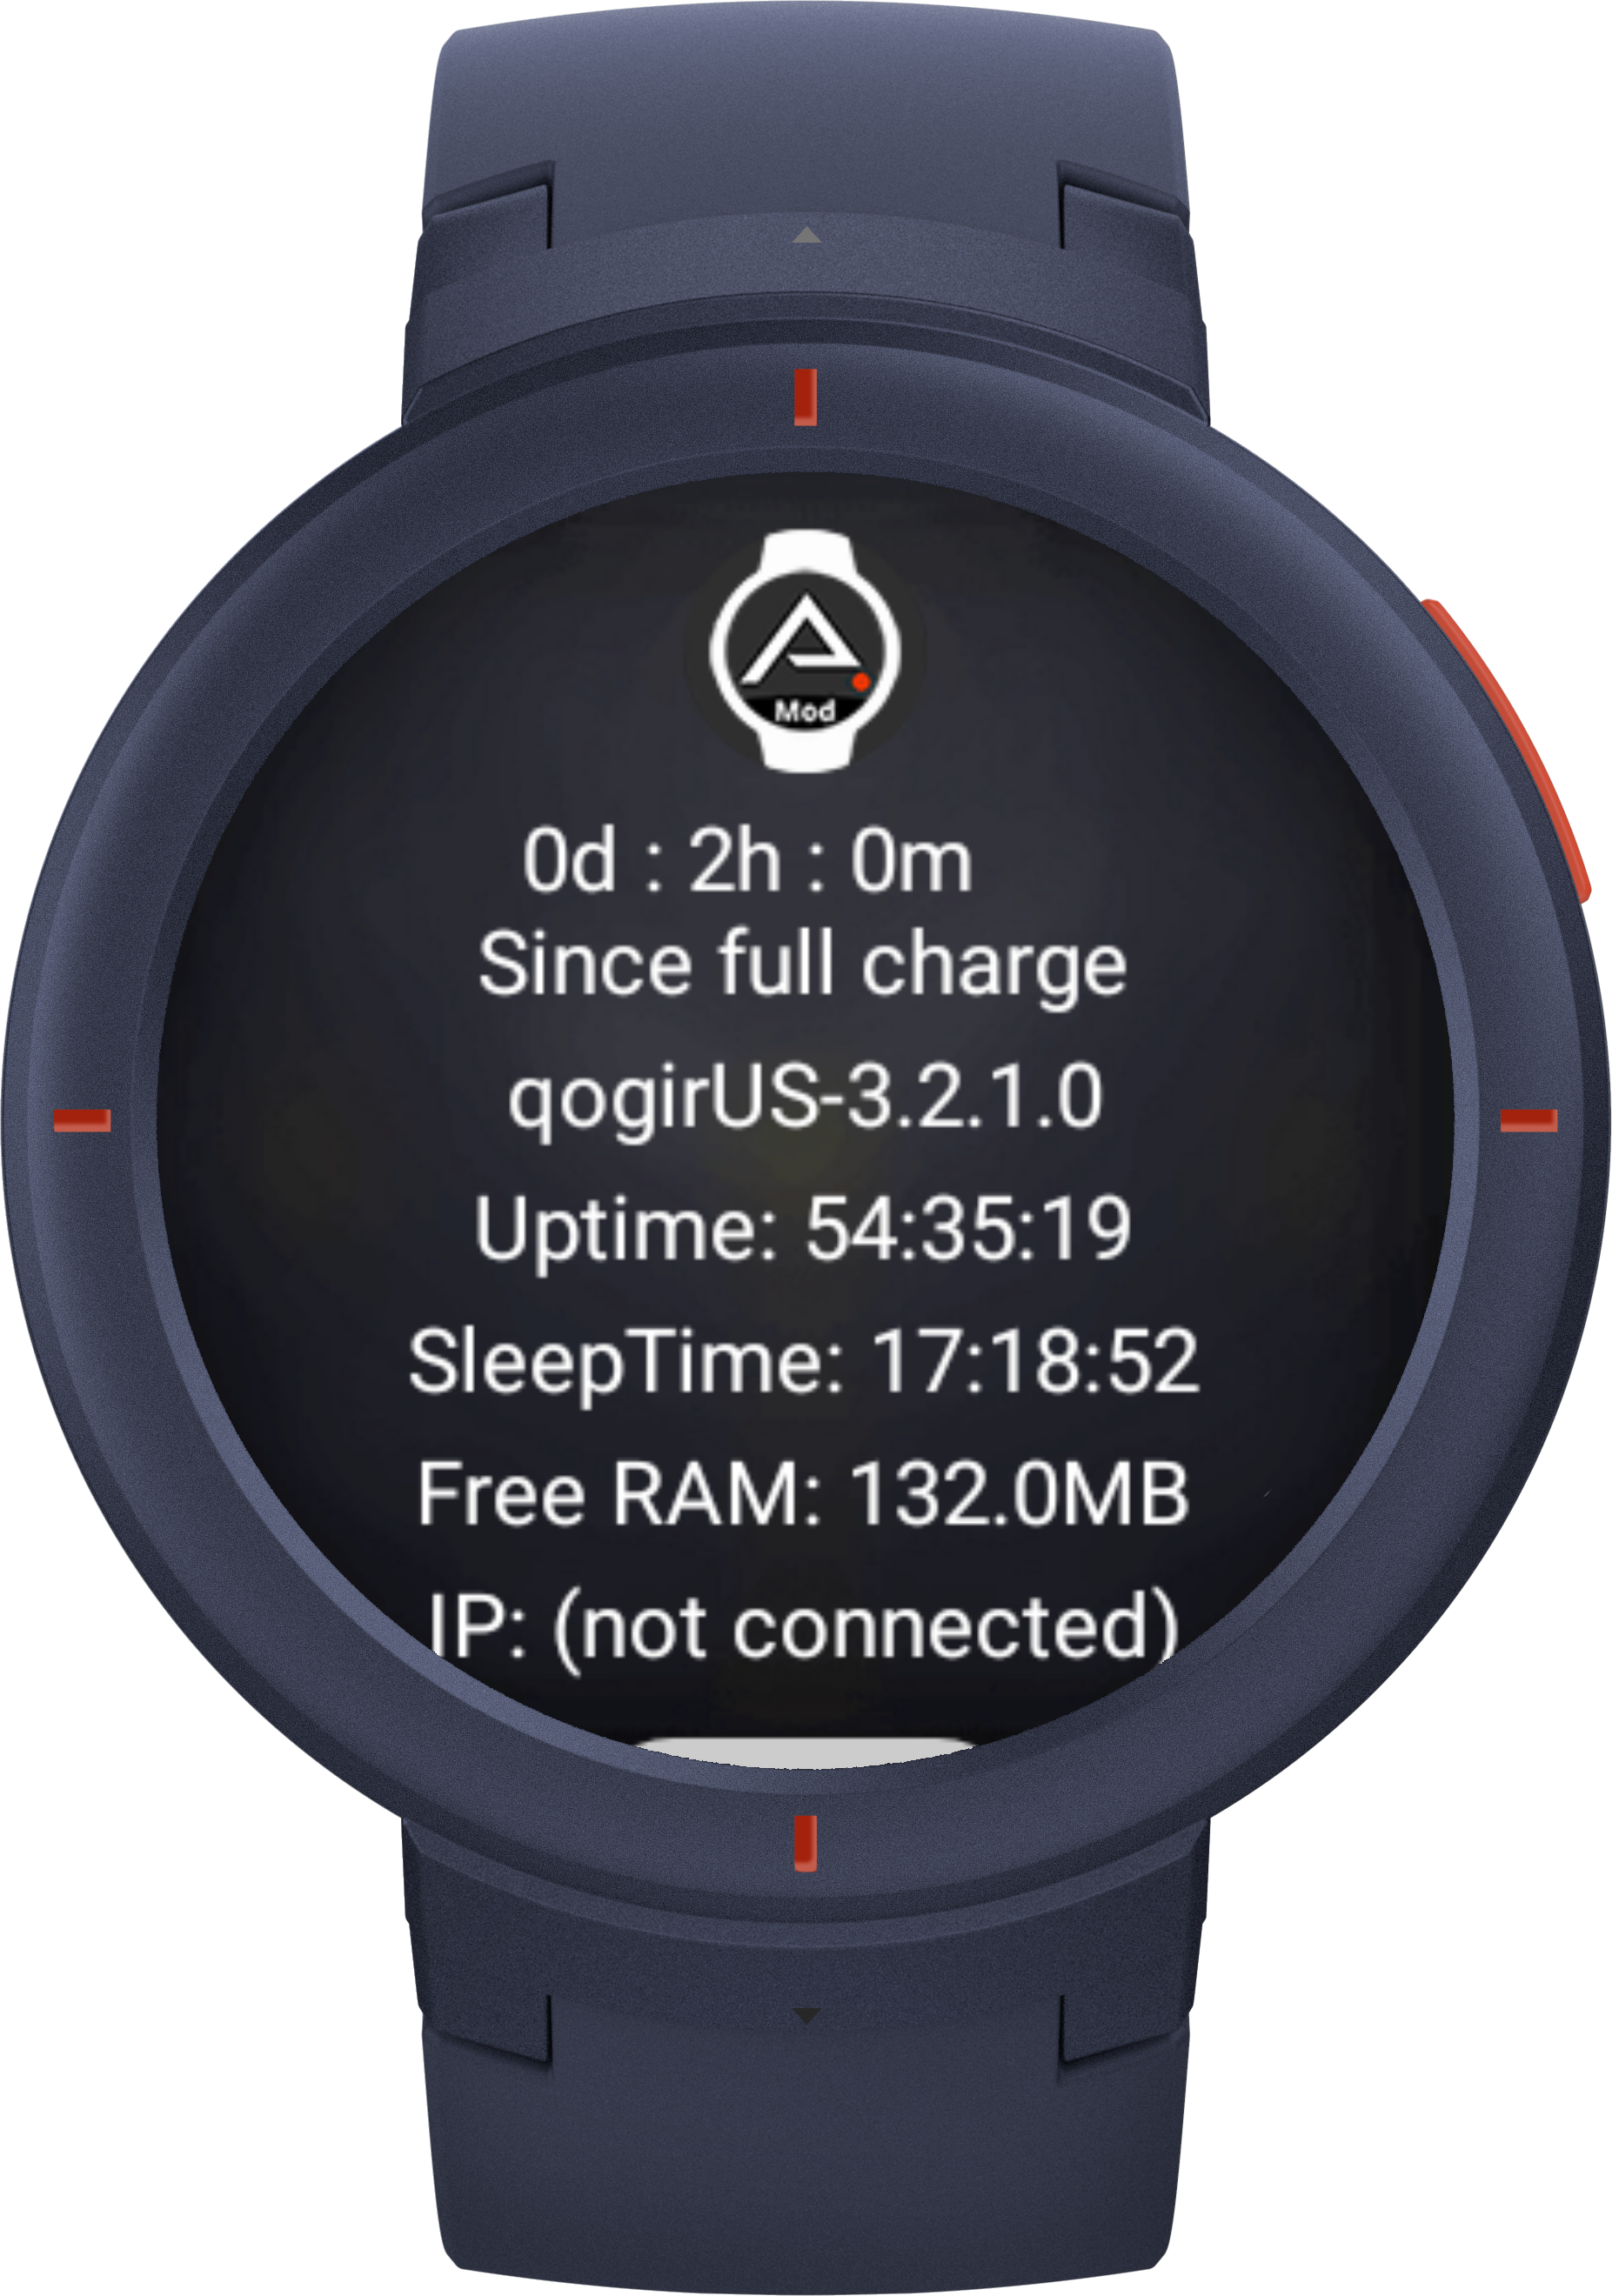 Mod
0d : 2h : 0m
Since full charge
qogirUS-3.2.1.0
Uptime: 54:35:19
SleepTime: 17:18:52
Free RAM: 132.0MB
IP: (not connected)